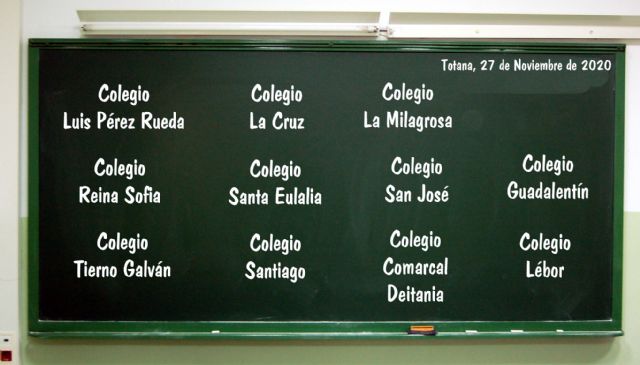 Totana, 27 de Noviembre de 2020
Colegio
Luis Pérez Rueda
Colegio
La Cruz
Colegio
La Milagrosa
Colegio
Reina Sofia
Colegio
Santa Eulalia
Colegio
San José
Colegio
Guadalentín
Colegio
Tierno Galván
Colegio
Santiago
Colegio
Comarcal
Deitania
Colegio
Lébor